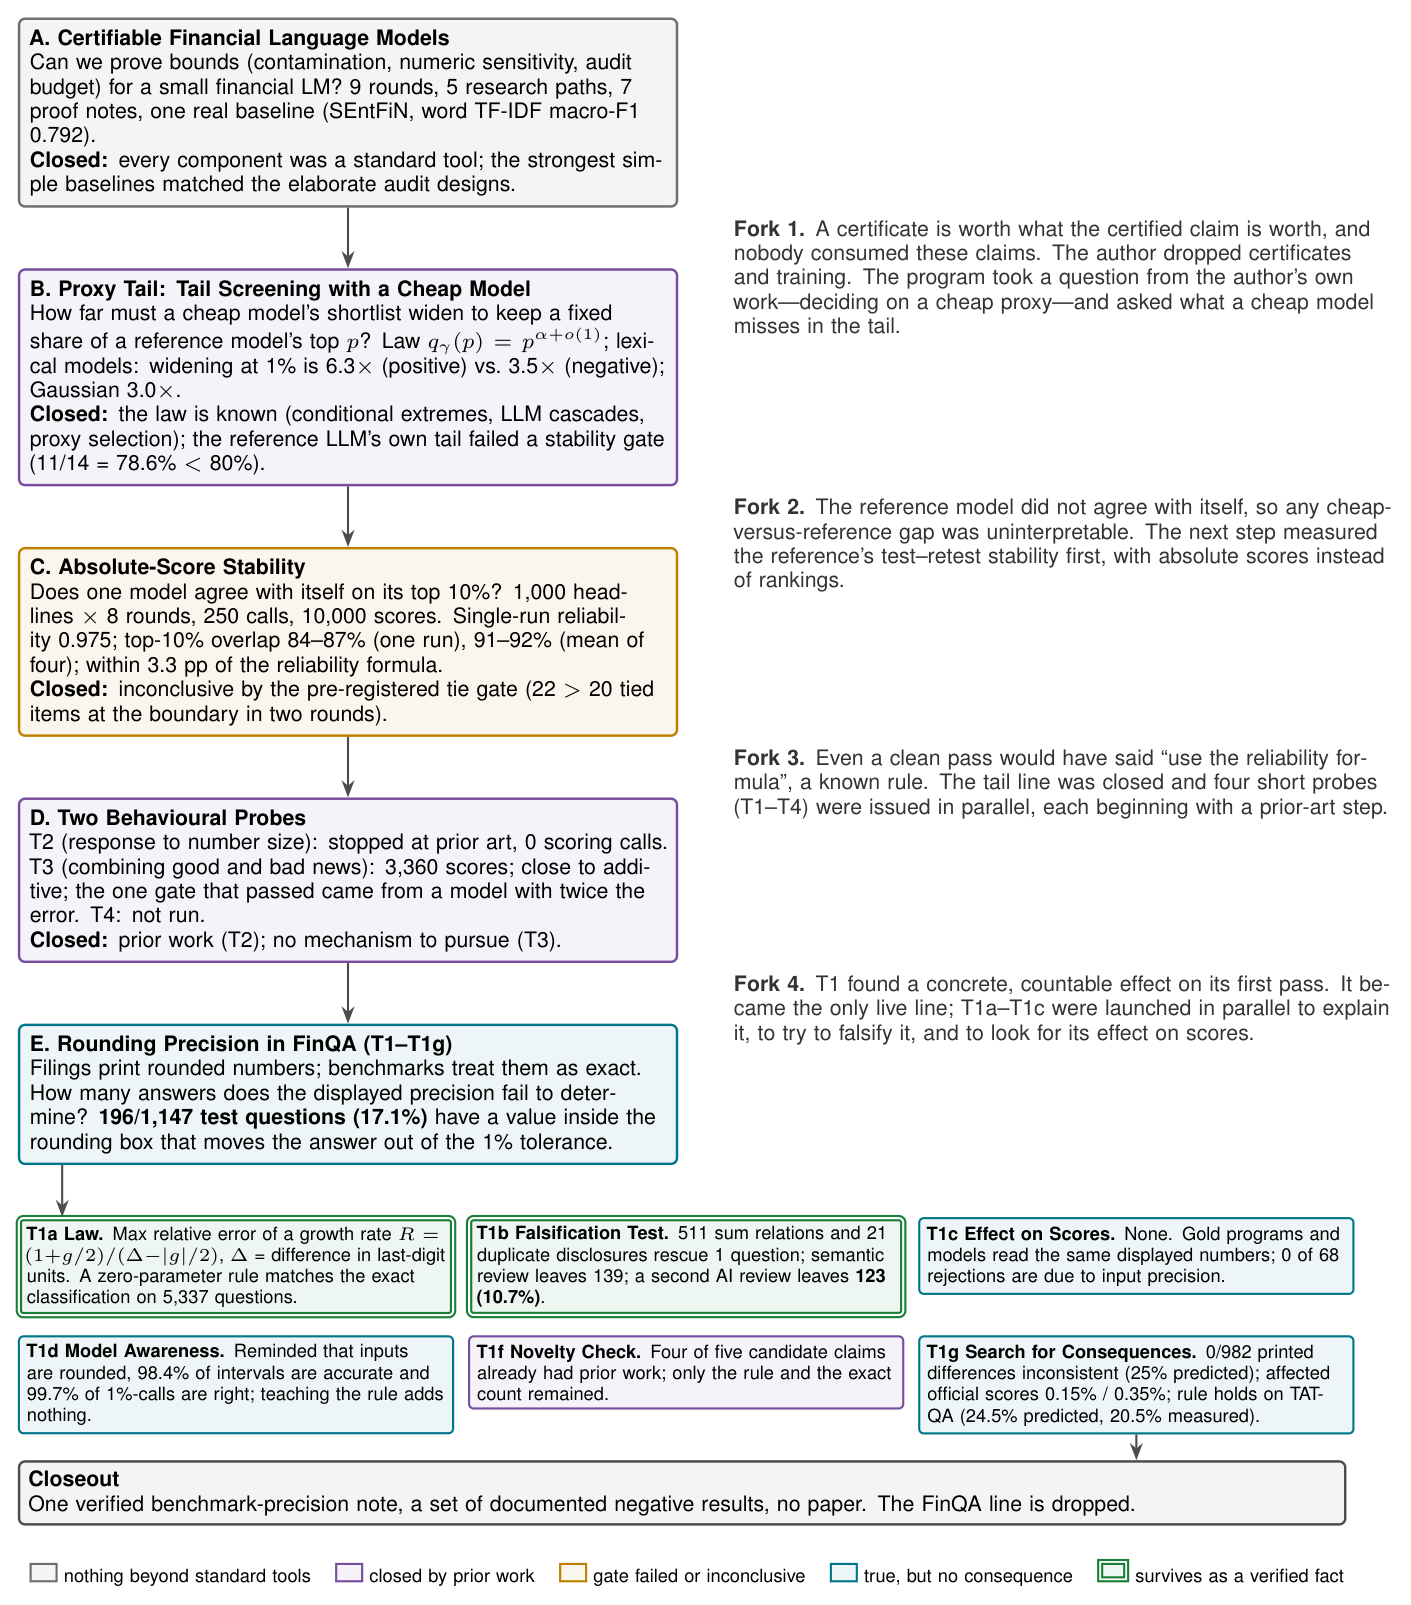 A. Certifiable Financial Language Models
Can we prove bounds (contamination, numeric sensitivity, audit
budget) for a small financial LM? 9 rounds, 5 research paths, 7
proof notes, one real baseline (SEntFiN, word TF-IDF macro-F1
0.792).
Closed: every component was a standard tool; the strongest sim-
ple baselines matched the elaborate audit designs.
Fork 1. A certificate is worth what the certified claim is worth, and
nobody consumed these claims. The author dropped certificates
and training. The program took a question from the author's own
work—deciding on a cheap proxy—and asked what a cheap model
misses in the tail.
B. Proxy Tail: Tail Screening with a Cheap Model
How far must a cheap model's shortlist widen to keep a fixed
share of a reference model's top p? Law qγ(p) = p^{α+o(1)}; lexi-
cal models: widening at 1% is 6.3× (positive) vs. 3.5× (negative);
Gaussian 3.0×.
Closed: the law is known (conditional extremes, LLM cascades,
proxy selection); the reference LLM's own tail failed a stability gate
(11/14 = 78.6% < 80%).
Fork 2. The reference model did not agree with itself, so any cheap-
versus-reference gap was uninterpretable. The next step measured
the reference's test–retest stability first, with absolute scores instead
of rankings.
C. Absolute-Score Stability
Does one model agree with itself on its top 10%? 1,000 head-
lines × 8 rounds, 250 calls, 10,000 scores. Single-run reliabil-
ity 0.975; top-10% overlap 84–87% (one run), 91–92% (mean of
four); within 3.3 pp of the reliability formula.
Closed: inconclusive by the pre-registered tie gate (22 > 20 tied
items at the boundary in two rounds).
Fork 3. Even a clean pass would have said “use the reliability for-
mula”, a known rule. The tail line was closed and four short probes
(T1–T4) were issued in parallel, each beginning with a prior-art step.
D. Two Behavioural Probes
T2 (response to number size): stopped at prior art, 0 scoring calls.
T3 (combining good and bad news): 3,360 scores; close to addi-
tive; the one gate that passed came from a model with twice the
error. T4: not run.
Closed: prior work (T2); no mechanism to pursue (T3).
Fork 4. T1 found a concrete, countable effect on its first pass. It be-
came the only live line; T1a–T1c were launched in parallel to explain
it, to try to falsify it, and to look for its effect on scores.
E. Rounding Precision in FinQA (T1–T1g)
Filings print rounded numbers; benchmarks treat them as exact.
How many answers does the displayed precision fail to deter-
mine? 196/1,147 test questions (17.1%) have a value inside the
rounding box that moves the answer out of the 1% tolerance.
T1a Law. Max relative error of a growth rate R =
(1+g/2)/(Δ−|g|/2), Δ = difference in last-digit
units. A zero-parameter rule matches the exact
classification on 5,337 questions.
T1b Falsification Test. 511 sum relations and 21
duplicate disclosures rescue 1 question; semantic
review leaves 139; a second AI review leaves 123
(10.7%).
T1c Effect on Scores. None. Gold programs and
models read the same displayed numbers; 0 of 68
rejections are due to input precision.
T1d Model Awareness. Reminded that inputs
are rounded, 98.4% of intervals are accurate and
99.7% of 1%-calls are right; teaching the rule adds
nothing.
T1f Novelty Check. Four of five candidate claims
already had prior work; only the rule and the exact
count remained.
T1g Search for Consequences. 0/982 printed
differences inconsistent (25% predicted); affected
official scores 0.15% / 0.35%; rule holds on TAT-
QA (24.5% predicted, 20.5% measured).
Closeout
One verified benchmark-precision note, a set of documented negative results, no paper. The FinQA line is dropped.
nothing beyond standard tools
closed by prior work
gate failed or inconclusive
true, but no consequence
survives as a verified fact